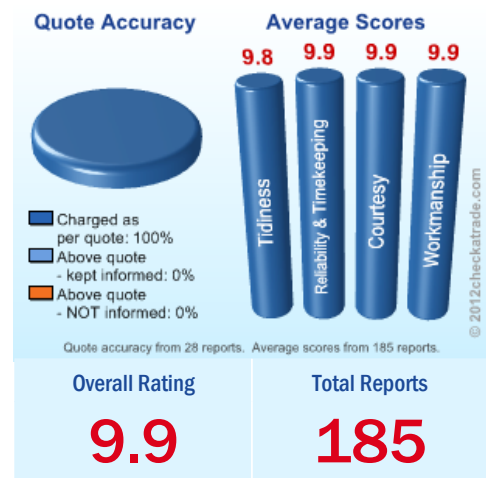 Quote Accuracy
Average Scores
9.8
9.9
9.9
9.9
Tidiness
Reliability & Timekeeping
Courtesy
Workmanship
Charged as
per quote: 100%
Above quote
- kept informed: 0%
Above quote
- NOT informed: 0%
© 2012checkatrade.com
Quote accuracy from 28 reports. Average scores from 185 reports.
Overall Rating
Total Reports
9.9
185